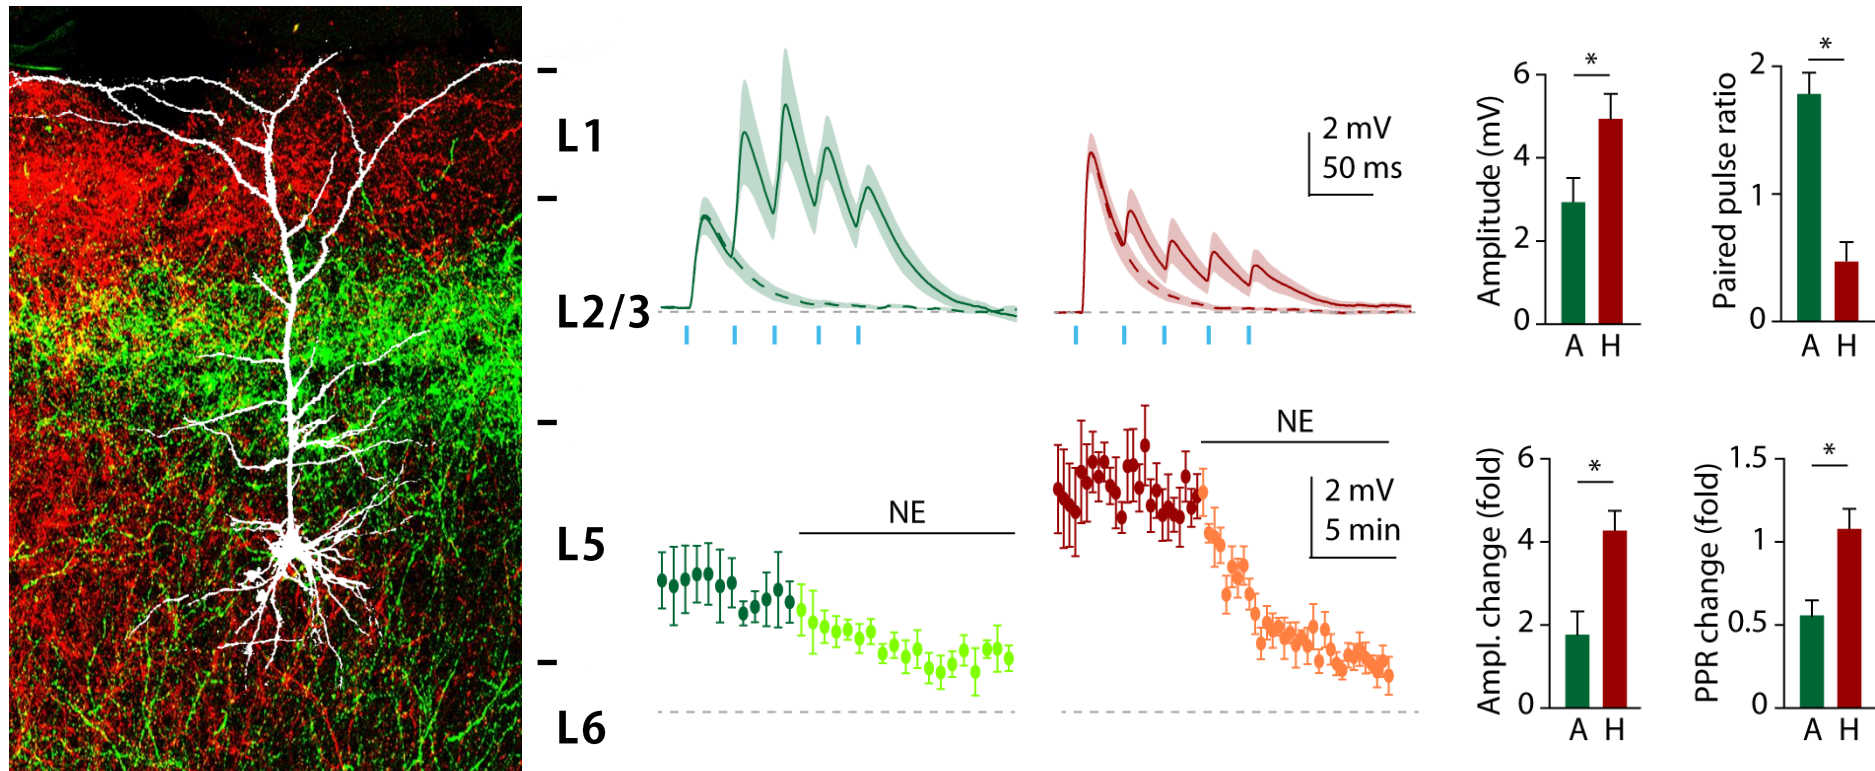 L1
L2/3
L5
L6
2 mV
50 ms
NE
NE
2 mV
5 min
Amplitude (mV)
6
4
2
0
A H
*
Paired pulse ratio
2
1
0
A H
*
Ampl. change (fold)
6
4
2
0
A H
*
PPR change (fold)
1.5
1
0.5
0
A H
*